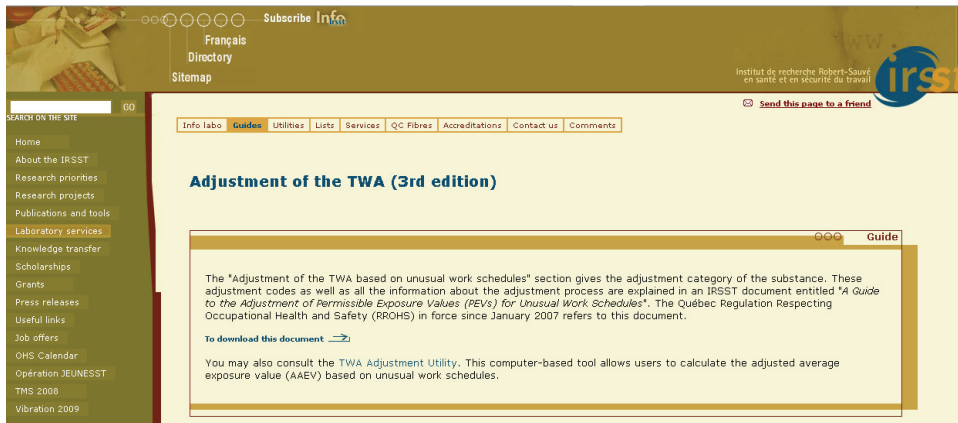 Subscribe Info
irsst
Français
Directory
Sitemap
www.
Institut de recherche Robert-Sauvé
en santé et en sécurité du travail
irsst
GO
SEARCH ON THE SITE
Send this page to a friend
Info labo Guides Utilities Lists Services QC Fibres Accreditations Contact us Comments
Home
About the IRSST
Research priorities
Research projects
Publications and tools
Laboratory services
Knowledge transfer
Scholarships
Grants
Press releases
Useful links
Job offers
OHS Calendar
Opération JEUNESST
TMS 2008
Vibration 2009
Adjustment of the TWA (3rd edition)
Guide
The "Adjustment of the TWA based on unusual work schedules" section gives the adjustment category of the substance. These
adjustment codes as well as all the information about the adjustment process are explained in an IRSST document entitled "A Guide
to the Adjustment of Permissible Exposure Values (PEVs) for Unusual Work Schedules". The Québec Regulation Respecting
Occupational Health and Safety (RROHS) in force since January 2007 refers to this document.
To download this document
You may also consult the TWA Adjustment Utility. This computer-based tool allows users to calculate the adjusted average
exposure value (AAEV) based on unusual work schedules.